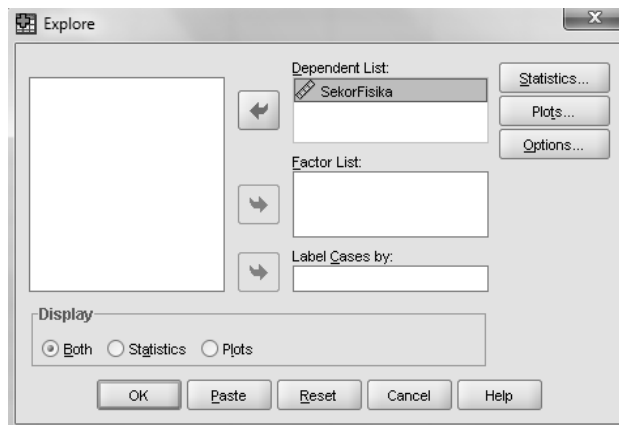 Explore
x
Dependent List:
SekorFisika
Statistics...
Plots...
Options...
Factor List:
Label Cases by:
Display
Both
Statistics
Plots
OK
Paste
Reset
Cancel
Help